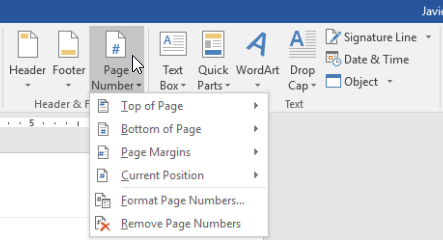 Javie
Header Footer Page Number
Text Box Quick Parts WordArt Drop Cap
Signature Line
Date & Time
Object
Header & F
Text
5
Top of Page
Bottom of Page
Page Margins
Current Position
Format Page Numbers...
Remove Page Numbers